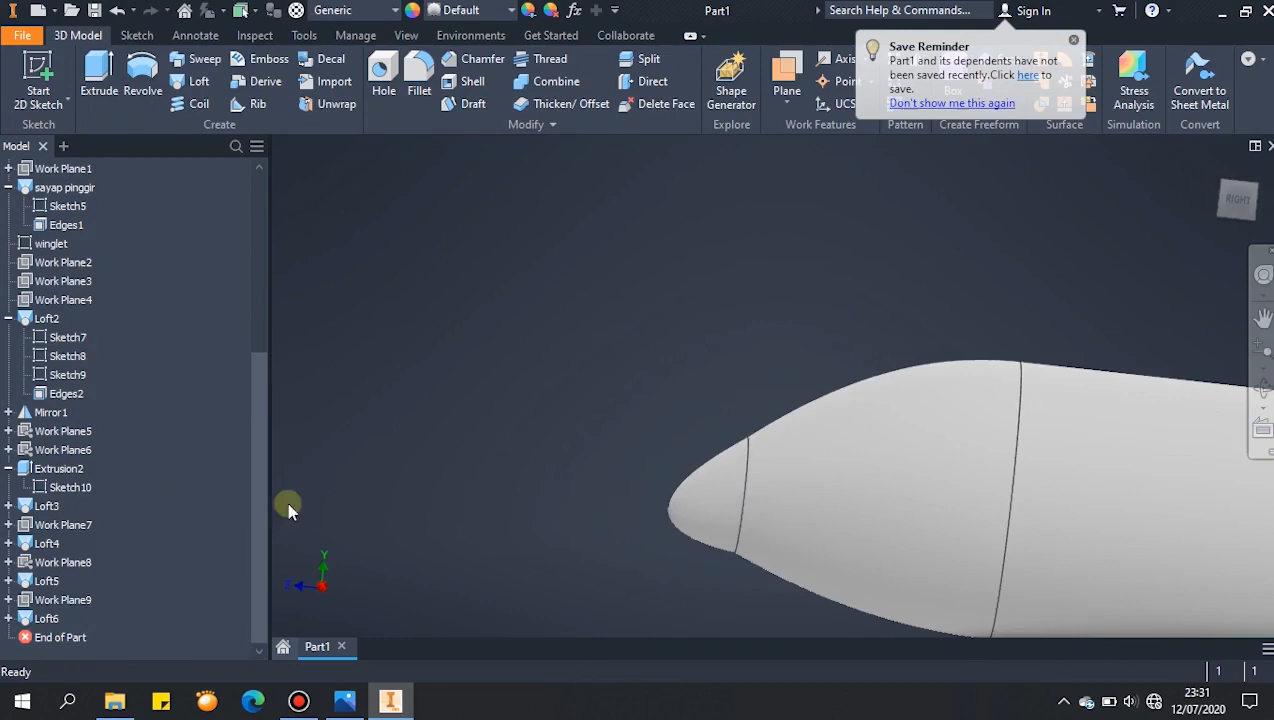 Generic
Default
Part1
Search Help & Commands...
Sign In
File
3D Model
Sketch
Annotate
Inspect
Tools
Manage
View
Environments
Get Started
Collaborate
Start
2D Sketch
Extrude
Revolve
Sweep
Loft
Coil
Emboss
Derive
Rib
Decal
Import
Unwrap
Hole
Fillet
Chamfer
Shell
Draft
Thread
Combine
Thicken/ Offset
Split
Direct
Delete Face
Shape
Generator
Plane
Axis
Point
UCS
Box
Stress
Analysis
Convert to
Sheet Metal
Sketch
Create
Modify
Explore
Work Features
Pattern
Create Freeform
Surface
Simulation
Convert
Save Reminder
Part1 and its dependents have not
been saved recently.Click here to
save.
Don't show me this again
Model
Work Plane1
sayap pinggir
Sketch5
Edges1
winglet
Work Plane2
Work Plane3
Work Plane4
Loft2
Sketch7
Sketch8
Sketch9
Edges2
Mirror1
Work Plane5
Work Plane6
Extrusion2
Sketch10
Loft3
Work Plane7
Loft4
Work Plane8
Loft5
Work Plane9
Loft6
End of Part
RIGHT
Y
Z
Part1
Ready
1
1
23:31
12/07/2020